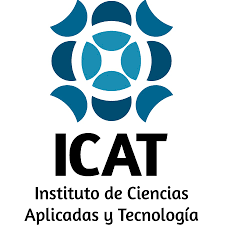 ICAT
Instituto de Ciencias
Aplicadas y Tecnología